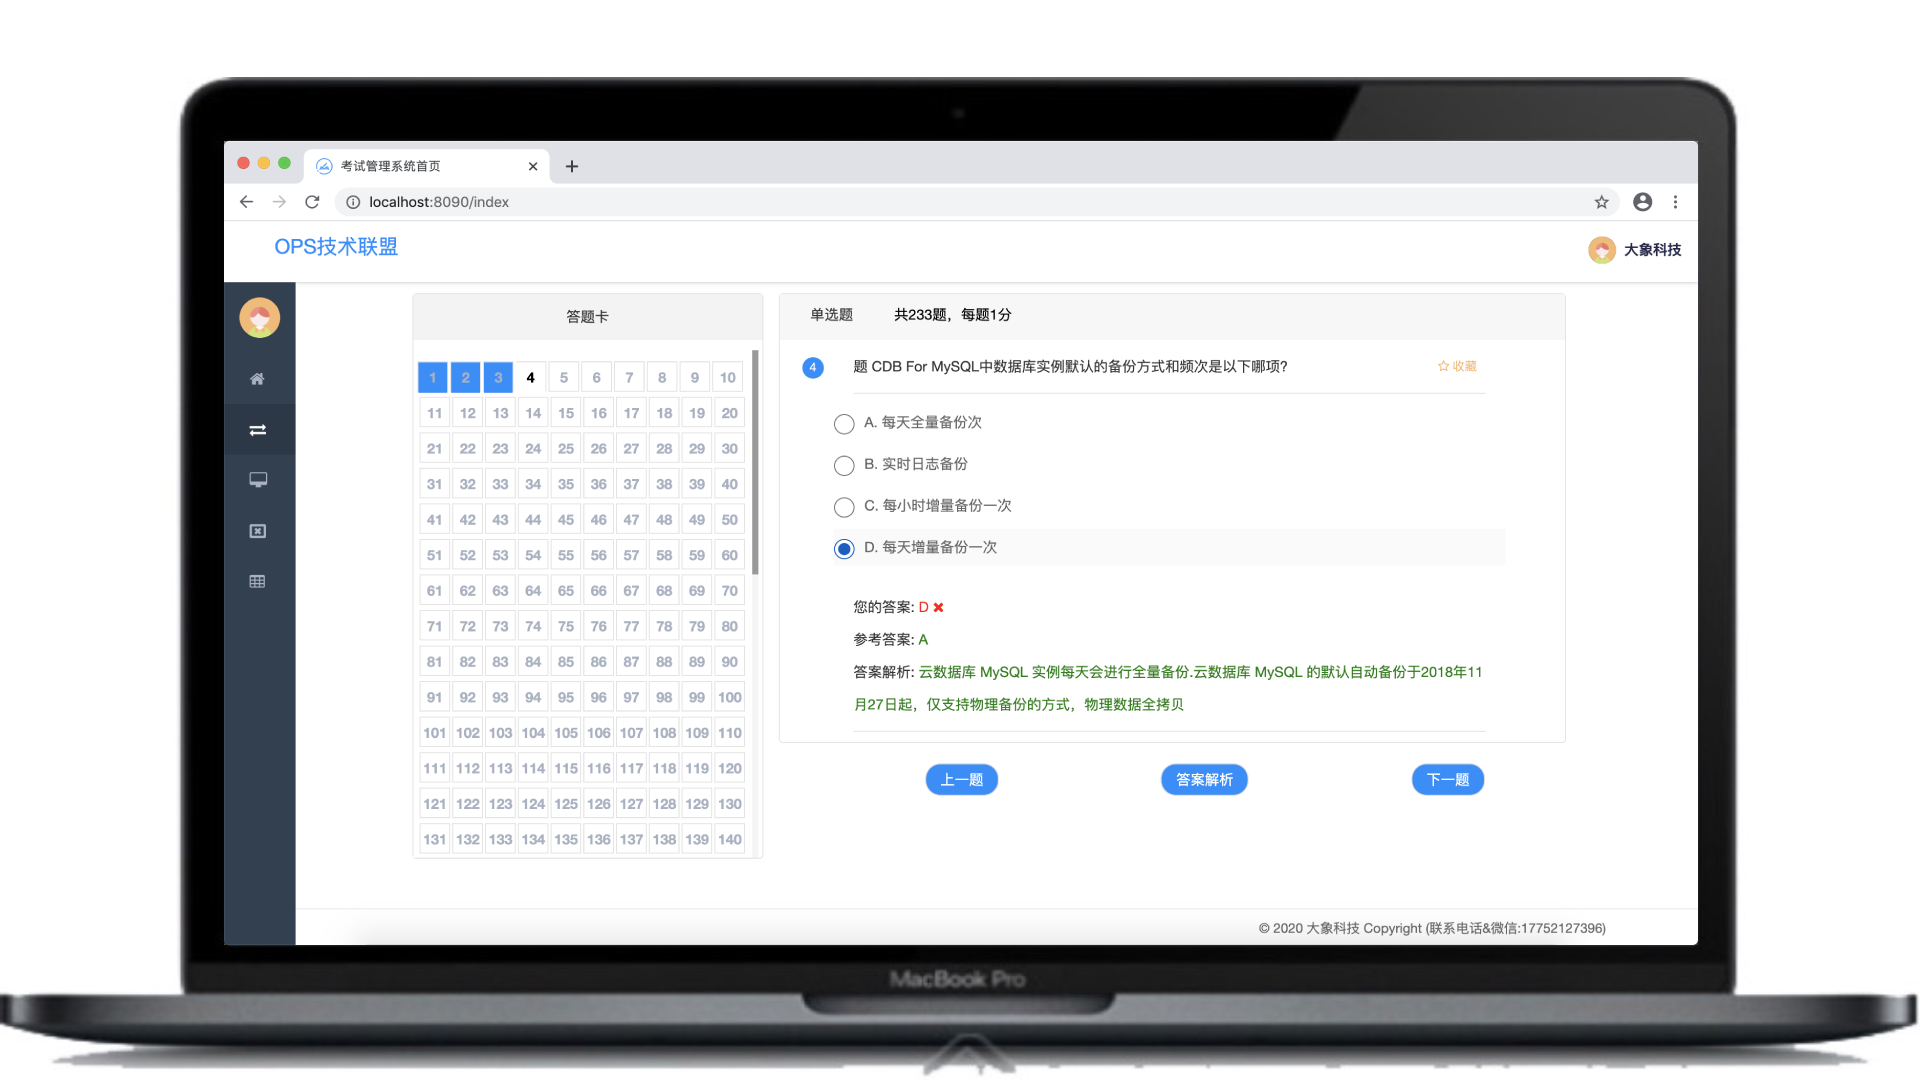 考试管理系统首页
localhost:8090/index
OPS技术联盟
大象科技
答题卡
1 2 3 4 5 6 7 8 9 10
11 12 13 14 15 16 17 18 19 20
21 22 23 24 25 26 27 28 29 30
31 32 33 34 35 36 37 38 39 40
41 42 43 44 45 46 47 48 49 50
51 52 53 54 55 56 57 58 59 60
61 62 63 64 65 66 67 68 69 70
71 72 73 74 75 76 77 78 79 80
81 82 83 84 85 86 87 88 89 90
91 92 93 94 95 96 97 98 99 100
101 102 103 104 105 106 107 108 109 110
111 112 113 114 115 116 117 118 119 120
121 122 123 124 125 126 127 128 129 130
131 132 133 134 135 136 137 138 139 140
单选题 共233题，每题1分
4 题 CDB For MySQL中数据库实例默认的备份方式和频次是以下哪项? 收藏
A. 每天全量备份次
B. 实时日志备份
C. 每小时增量备份一次
D. 每天增量备份一次
您的答案: D
参考答案: A
答案解析: 云数据库 MySQL 实例每天会进行全量备份.云数据库 MySQL 的默认自动备份于2018年11
月27日起，仅支持物理备份的方式，物理数据全拷贝
上一题 答案解析 下一题
© 2020 大象科技 Copyright (联系电话&微信:17752127396)
MacBook Pro